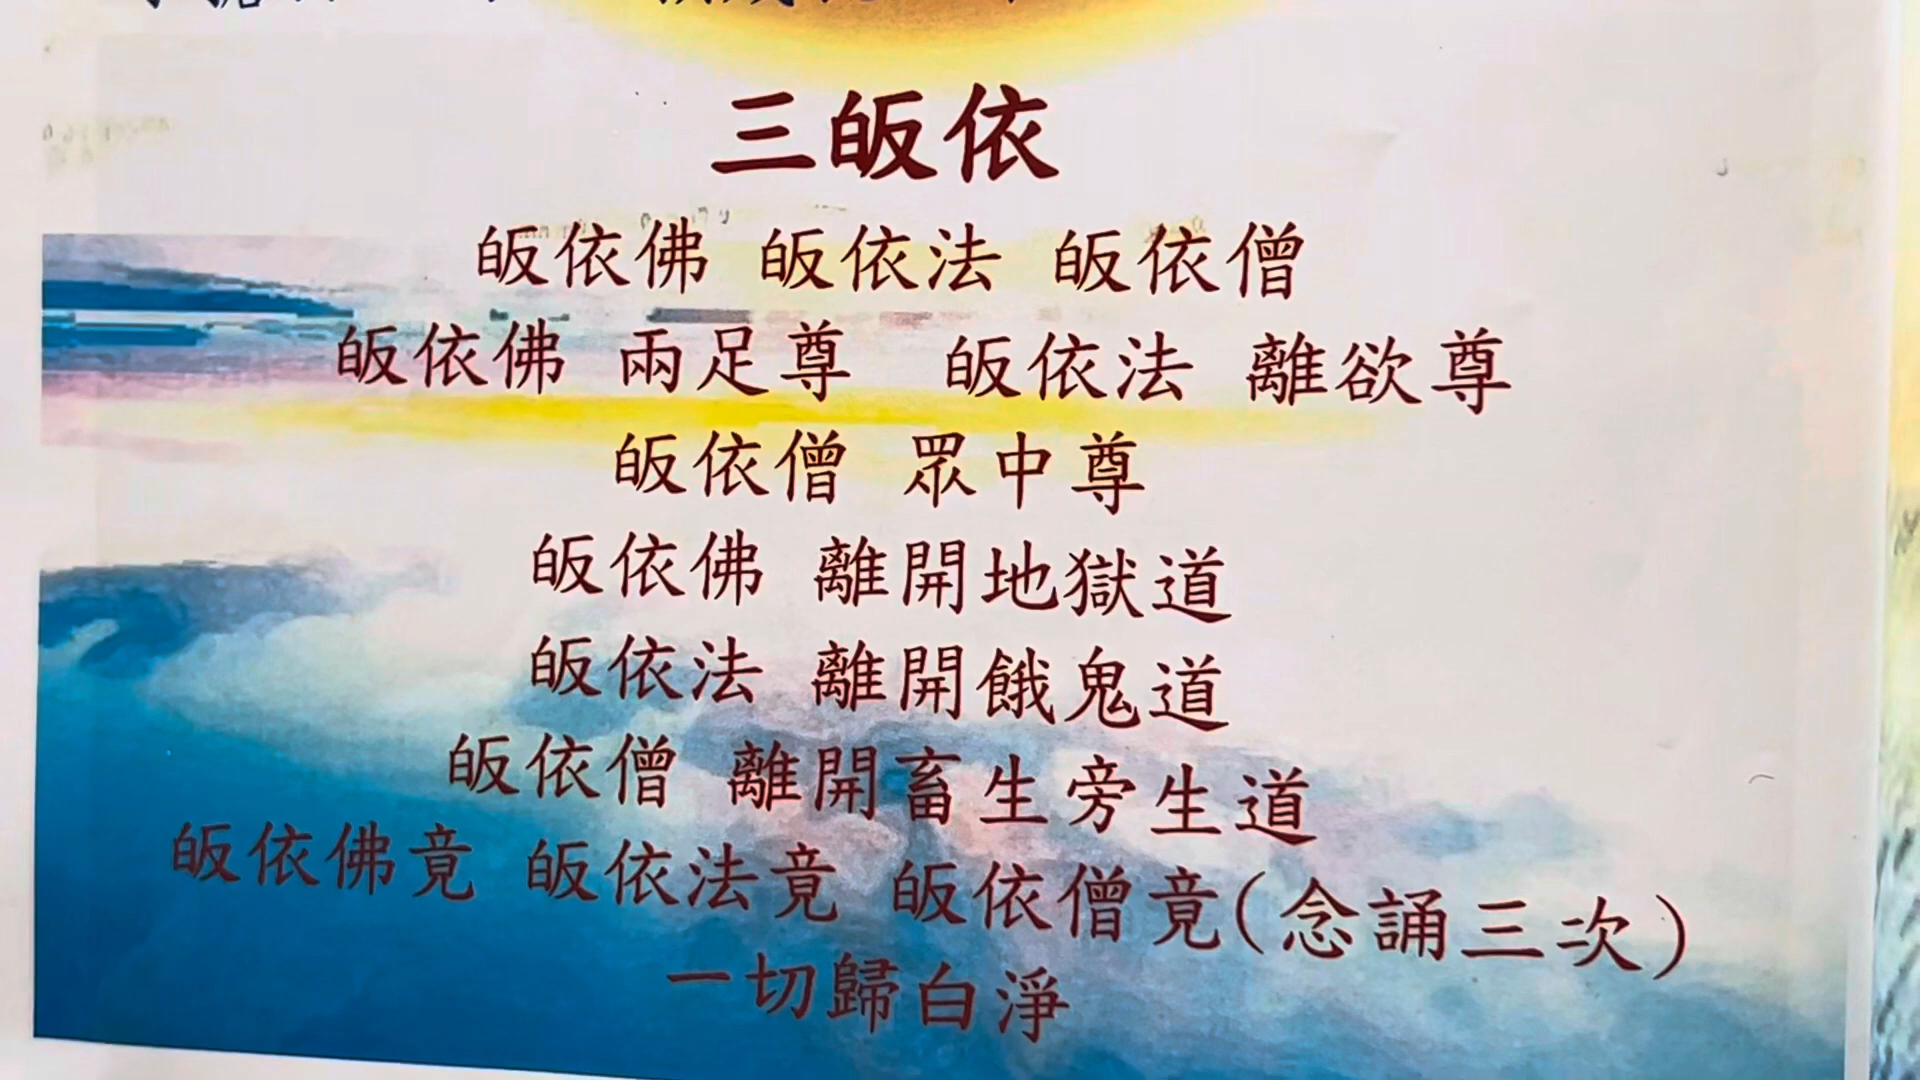 三皈依
皈依佛 皈依法 皈依僧
皈依佛 兩足尊 皈依法 離欲尊
皈依僧 眾中尊
皈依佛 離開地獄道
皈依法 離開餓鬼道
皈依僧 離開畜生旁生道
皈依佛竟 皈依法竟 皈依僧竟(念誦三次)
一切歸白淨